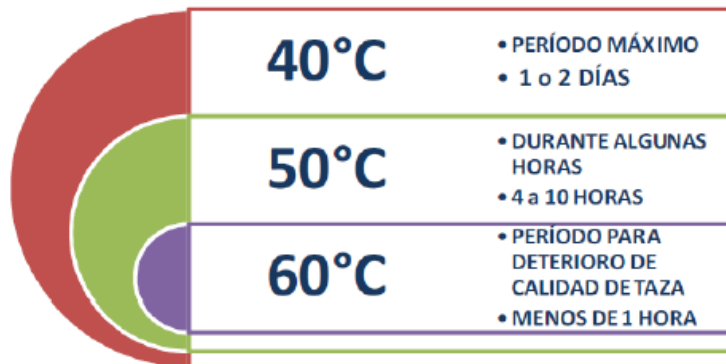 40°C
• PERÍODO MÁXIMO
• 1 o 2 DÍAS
50°C
• DURANTE ALGUNAS
HORAS
• 4 a 10 HORAS
60°C
• PERÍODO PARA
DETERIORO DE
CALIDAD DE TAZA
• MENOS DE 1 HORA